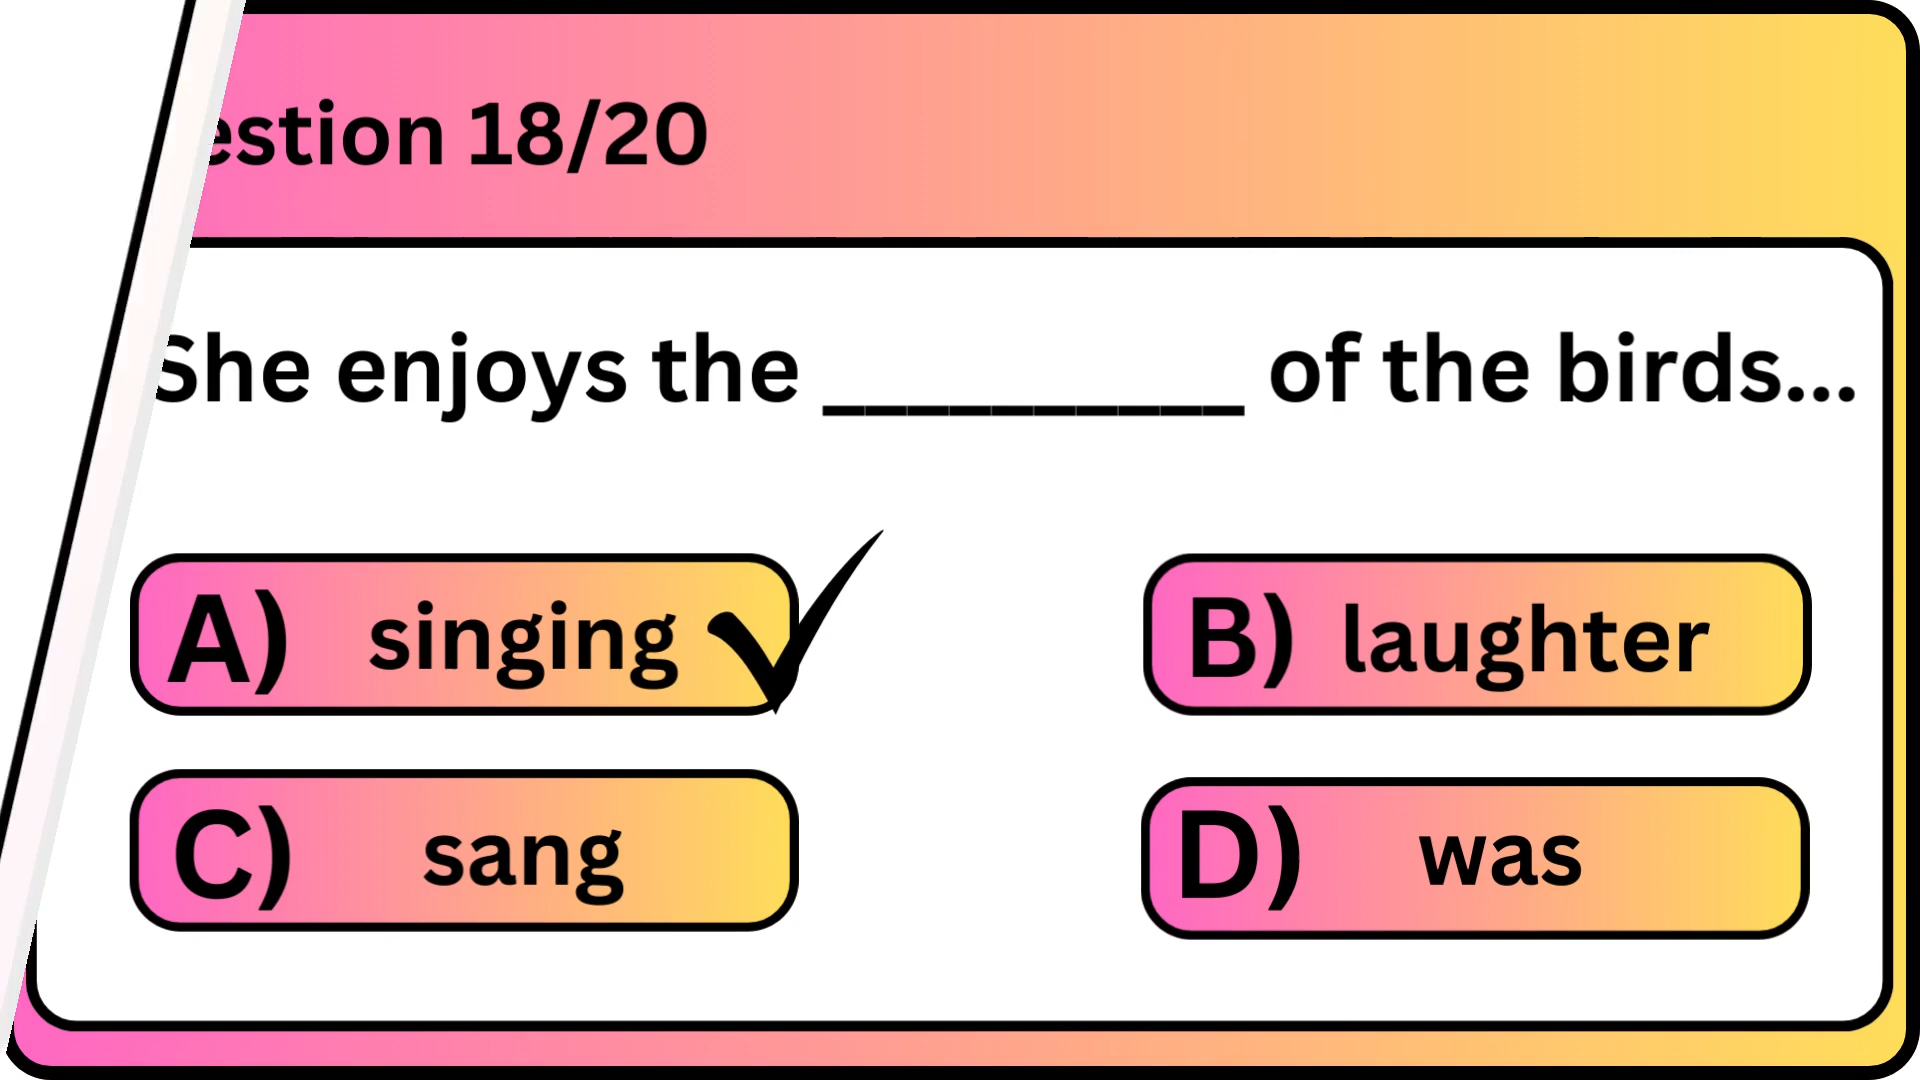 estion 18/20
She enjoys the __________ of the birds...
A) singing
B) laughter
C) sang
D) was